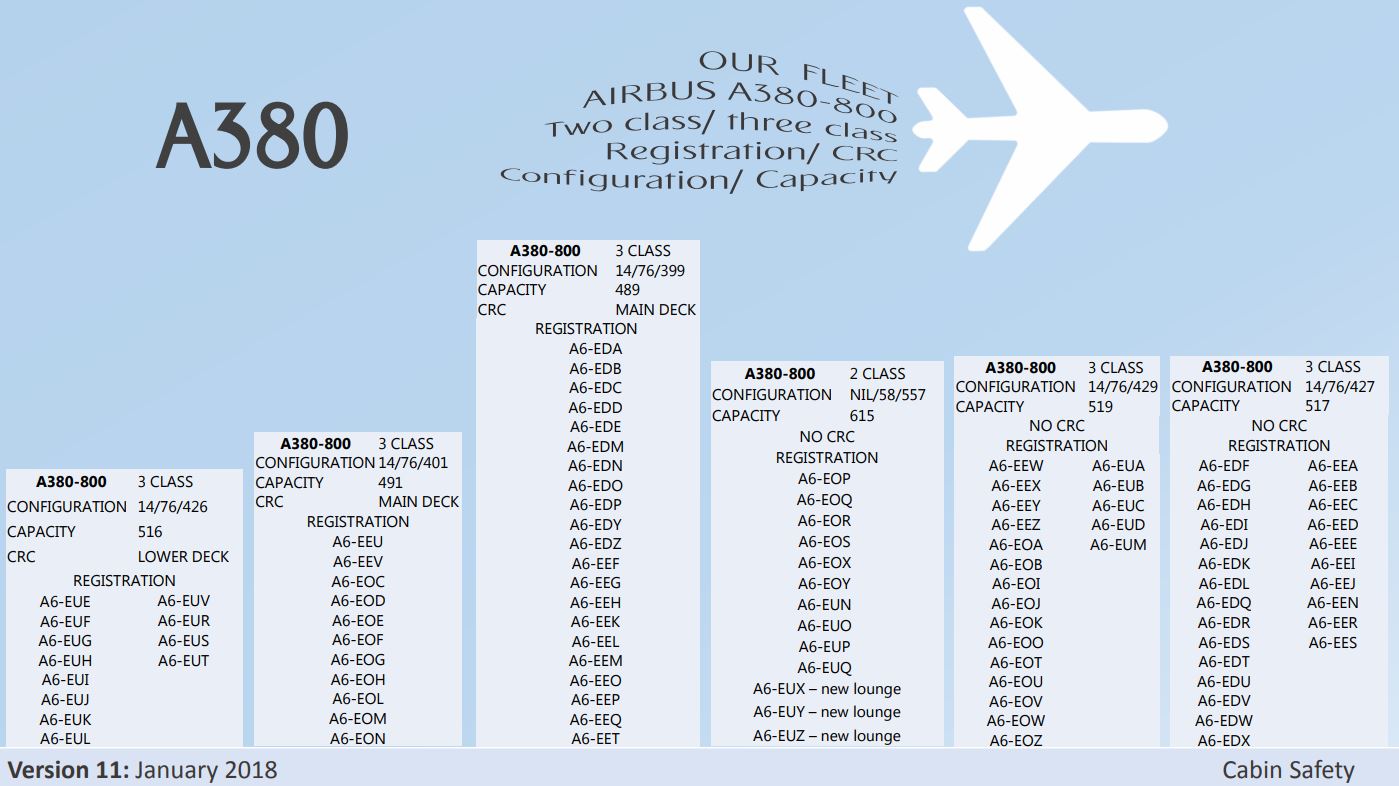 A380
OUR FLEET
AIRBUS A380-800
Two class/ three class
Registration/ CRC
Configuration/ Capacity
A380-800 3 CLASS
CONFIGURATION 14/76/426
CAPACITY 516
CRC LOWER DECK
REGISTRATION
A6-EUE A6-EUV
A6-EUF A6-EUR
A6-EUG A6-EUS
A6-EUH A6-EUT
A6-EUI
A6-EUJ
A6-EUK
A6-EUL
A380-800 3 CLASS
CONFIGURATION 14/76/401
CAPACITY 491
CRC MAIN DECK
REGISTRATION
A6-EEU
A6-EEV
A6-EOC
A6-EOD
A6-EOE
A6-EOF
A6-EOG
A6-EOH
A6-EOL
A6-EOM
A6-EON
A380-800 3 CLASS
CONFIGURATION 14/76/399
CAPACITY 489
CRC MAIN DECK
REGISTRATION
A6-EDA
A6-EDB
A6-EDC
A6-EDD
A6-EDE
A6-EDM
A6-EDN
A6-EDO
A6-EDP
A6-EDY
A6-EDZ
A6-EEF
A6-EEG
A6-EEH
A6-EEK
A6-EEL
A6-EEM
A6-EEO
A6-EEP
A6-EEQ
A6-EET
A380-800 2 CLASS
CONFIGURATION NIL/58/557
CAPACITY 615
NO CRC
REGISTRATION
A6-EOP
A6-EOQ
A6-EOR
A6-EOS
A6-EOX
A6-EOY
A6-EUN
A6-EUO
A6-EUP
A6-EUQ
A6-EUX – new lounge
A6-EUY – new lounge
A6-EUZ – new lounge
A380-800 3 CLASS
CONFIGURATION 14/76/429
CAPACITY 519
NO CRC
REGISTRATION
A6-EEW A6-EUA
A6-EEX A6-EUB
A6-EEY A6-EUC
A6-EEZ A6-EUD
A6-EOA A6-EUM
A6-EOB
A6-EOI
A6-EOJ
A6-EOK
A6-EOO
A6-EOT
A6-EOU
A6-EOV
A6-EOW
A6-EOZ
A380-800 3 CLASS
CONFIGURATION 14/76/427
CAPACITY 517
NO CRC
REGISTRATION
A6-EDF A6-EEA
A6-EDG A6-EEB
A6-EDH A6-EEC
A6-EDI A6-EED
A6-EDJ A6-EEE
A6-EDK A6-EEI
A6-EDL A6-EEJ
A6-EDQ A6-EEN
A6-EDR A6-EER
A6-EDS A6-EES
A6-EDT
A6-EDU
A6-EDV
A6-EDW
A6-EDX
Version 11: January 2018 Cabin Safety